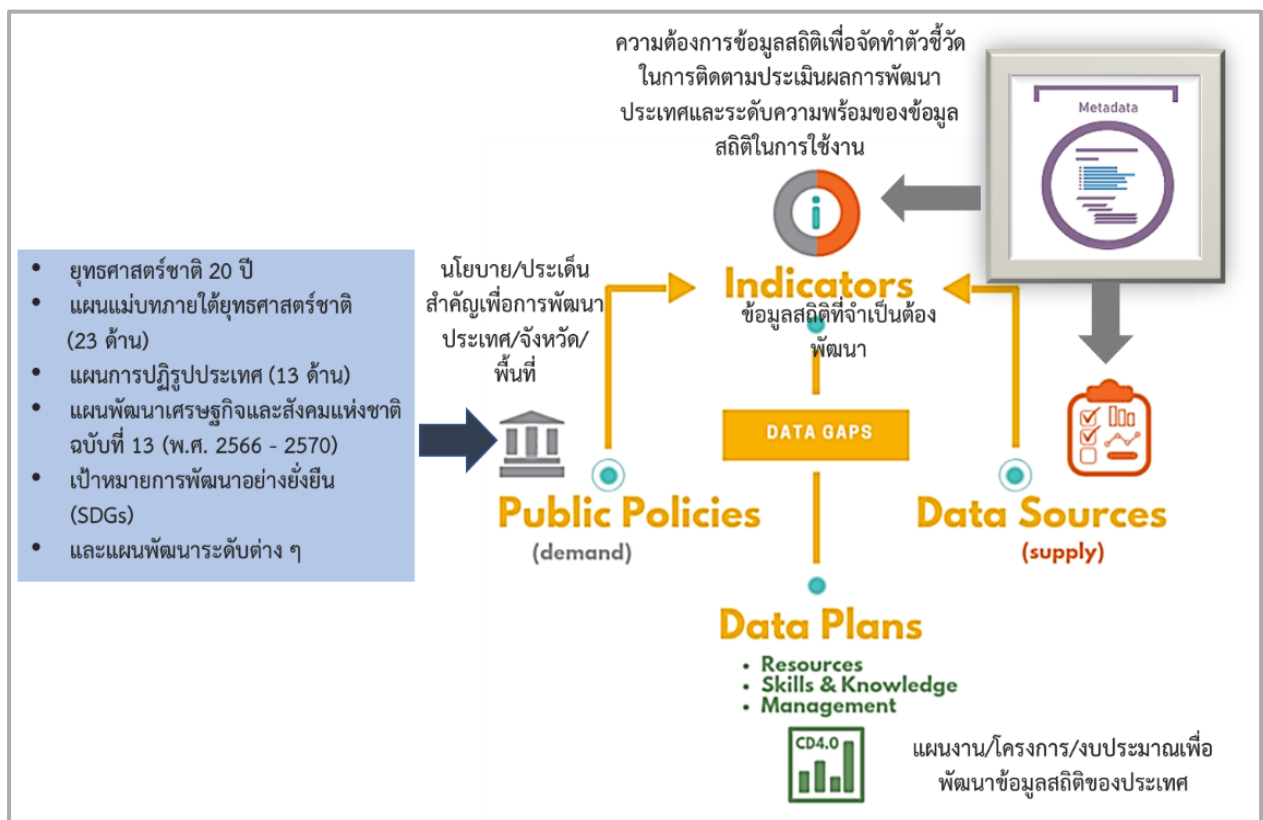 ความต้องการข้อมูลสถิติเพื่อจัดทำตัวชี้วัด
ในการติดตามประเมินผลการพัฒนา
ประเทศและระดับความพร้อมของข้อมูล
สถิติในการใช้งาน
Metadata
i
Indicators
ข้อมูลสถิติที่จำเป็นต้อง
พัฒนา
• ยุทธศาสตร์ชาติ 20 ปี
• แผนแม่บทภายใต้ยุทธศาสตร์ชาติ
(23 ด้าน)
• แผนการปฏิรูปประเทศ (13 ด้าน)
• แผนพัฒนาเศรษฐกิจและสังคมแห่งชาติ
ฉบับที่ 13 (พ.ศ. 2566 - 2570)
• เป้าหมายการพัฒนาอย่างยั่งยืน
(SDGs)
• และแผนพัฒนาระดับต่าง ๆ
นโยบาย/ประเด็น
สำคัญเพื่อการพัฒนา
ประเทศ/จังหวัด/
พื้นที่
Public Policies
(demand)
DATA GAPS
Data Sources
(supply)
Data Plans
• Resources
• Skills & Knowledge
• Management
CD4.0
แผนงาน/โครงการ/งบประมาณเพื่อ
พัฒนาข้อมูลสถิติของประเทศ